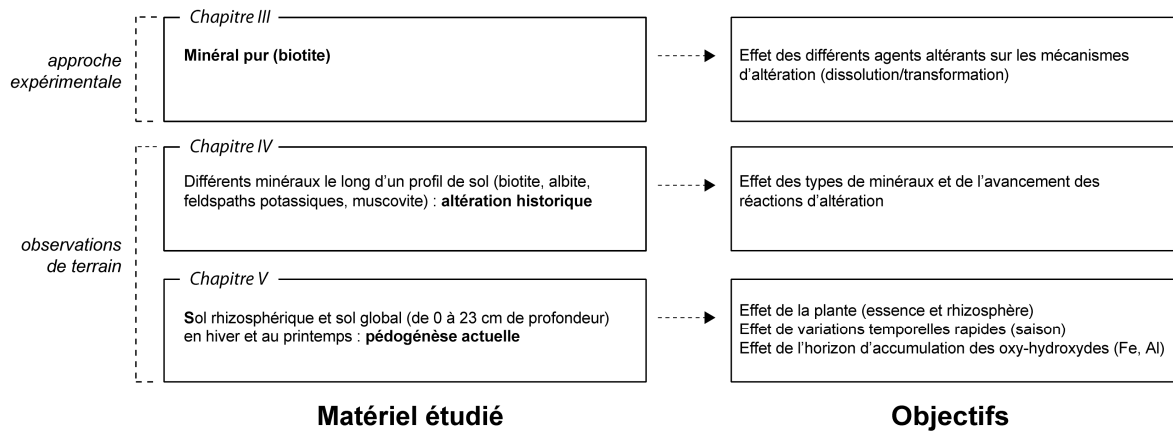 Chapitre III
approche
expérimentale
Minéral pur (biotite)
Effet des différents agents altérants sur les mécanismes
d'altération (dissolution/transformation)
Chapitre IV
Différents minéraux le long d'un profil de sol (biotite, albite,
feldspaths potassiques, muscovite) : altération historique
Effet des types de minéraux et de l'avancement des
réactions d'altération
observations
de terrain
Chapitre V
Sol rhizosphérique et sol global (de 0 à 23 cm de profondeur)
en hiver et au printemps : pédogénèse actuelle
Effet de la plante (essence et rhizosphère)
Effet de variations temporelles rapides (saison)
Effet de l'horizon d'accumulation des oxy-hydroxydes (Fe, Al)
Matériel étudié
Objectifs